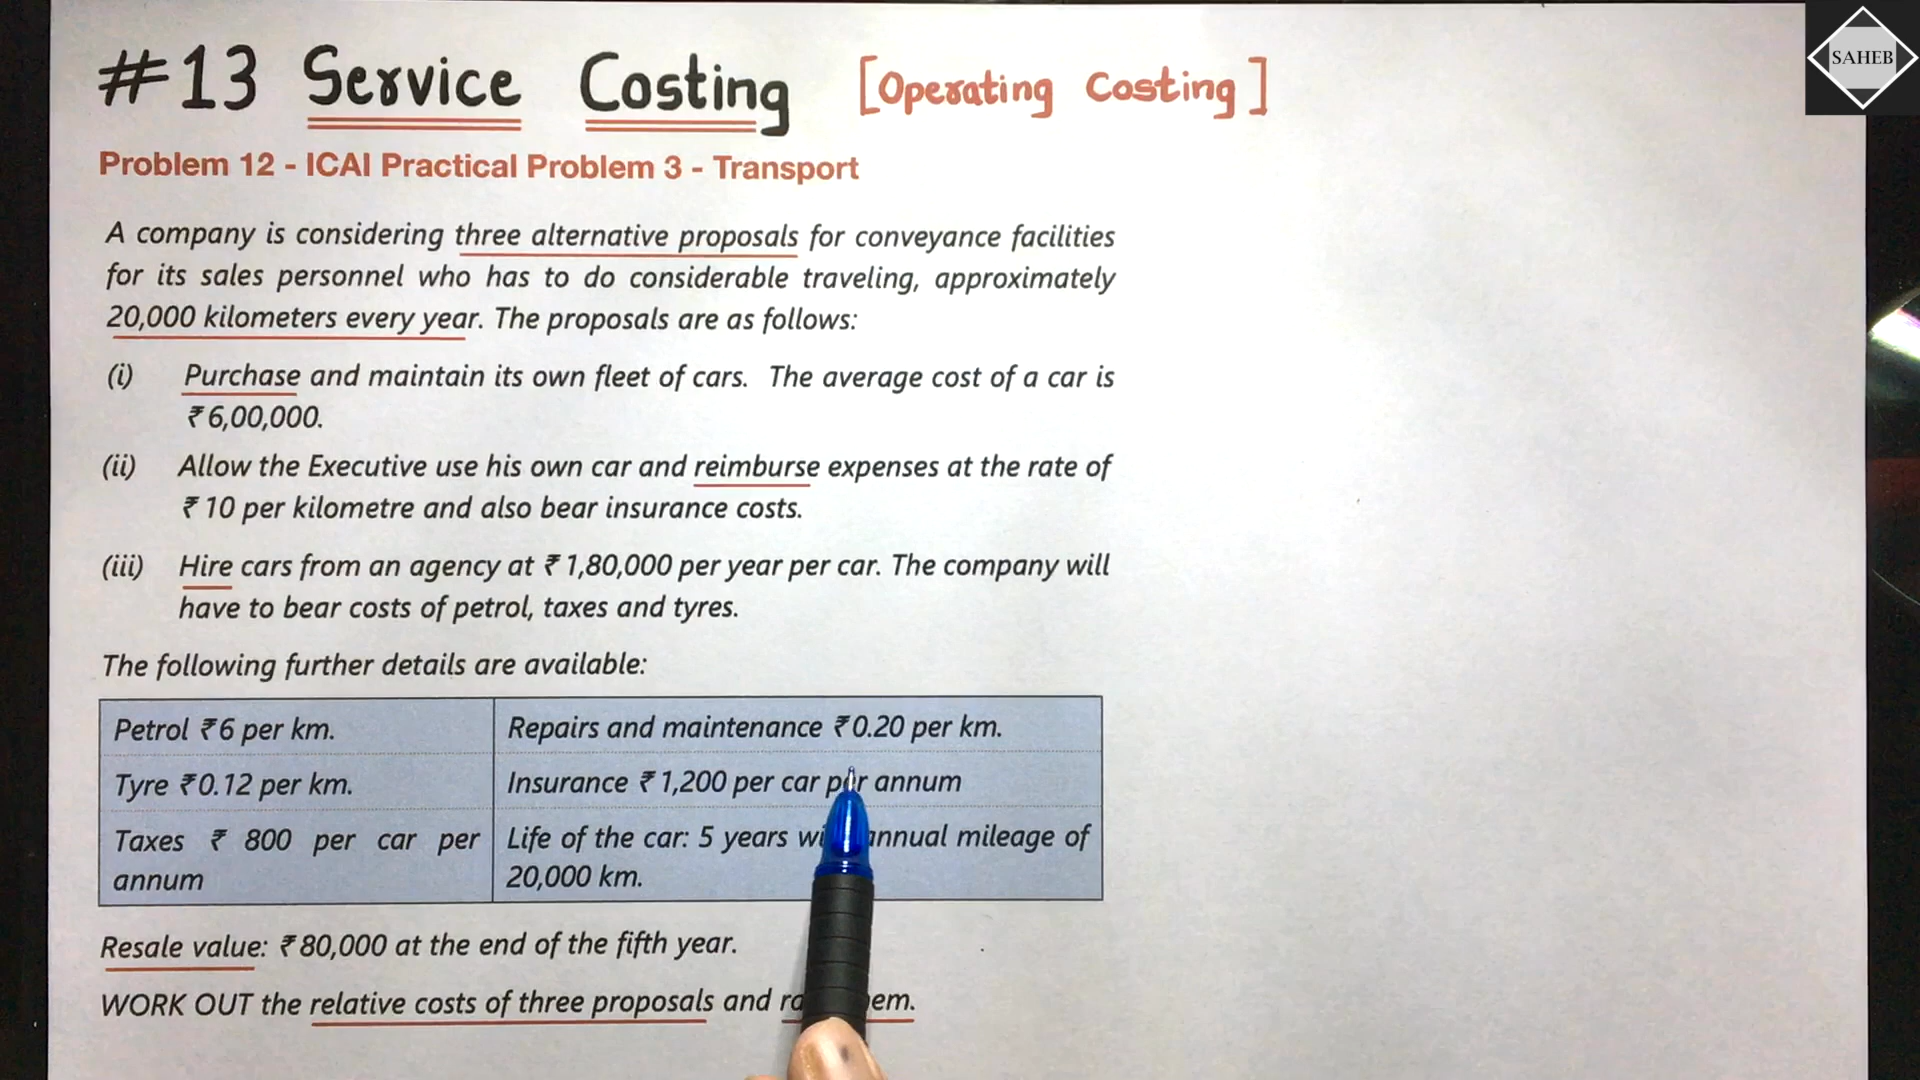 #13 Service Costing [Operating Costing]
SAHEB
Problem 12 - ICAI Practical Problem 3 - Transport
A company is considering three alternative proposals for conveyance facilities
for its sales personnel who has to do considerable traveling, approximately
20,000 kilometers every year. The proposals are as follows:
(i) Purchase and maintain its own fleet of cars. The average cost of a car is
₹6,00,000.
(ii) Allow the Executive use his own car and reimburse expenses at the rate of
₹ 10 per kilometre and also bear insurance costs.
(iii) Hire cars from an agency at ₹ 1,80,000 per year per car. The company will
have to bear costs of petrol, taxes and tyres.
The following further details are available:
Petrol ₹6 per km. Repairs and maintenance ₹0.20 per km.
Tyre ₹0.12 per km. Insurance ₹ 1,200 per car per annum
Taxes ₹ 800 per car per annum
Life of the car: 5 years annual mileage of
20,000 km.
Resale value: ₹80,000 at the end of the fifth year.
WORK OUT the relative costs of three proposals and